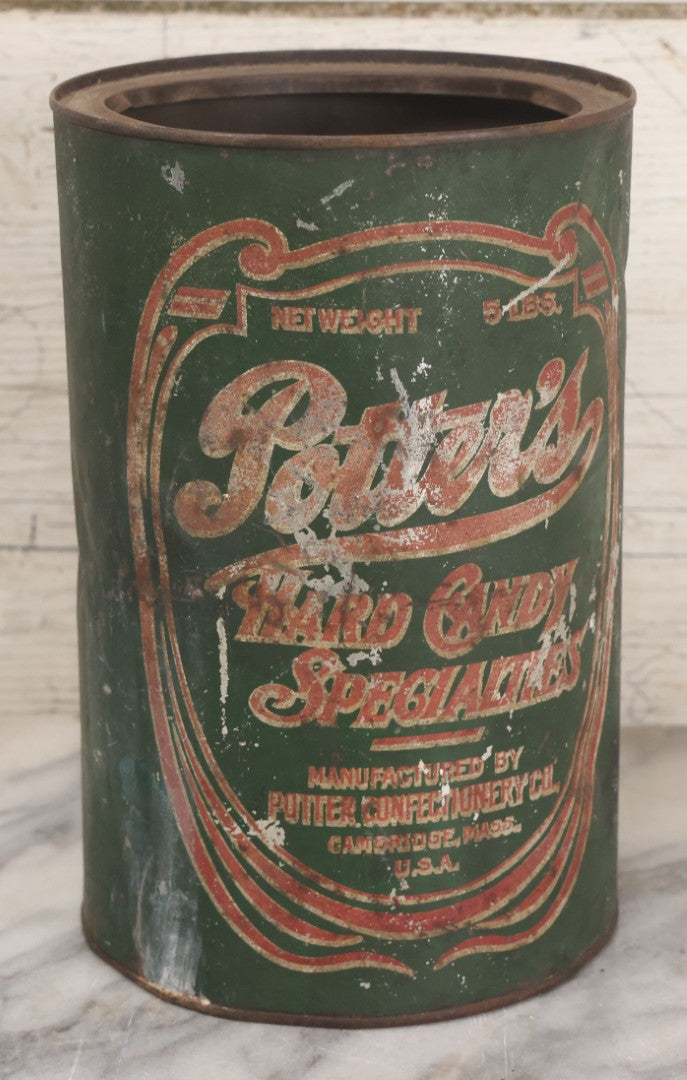 NET WEIGHT 5 LBS.
Potter's
HARD CANDY
SPECIALTIES
MANUFACTURED BY
POTTER CONFECTIONERY CO.
CAMBRIDGE, MASS.
U.S.A.